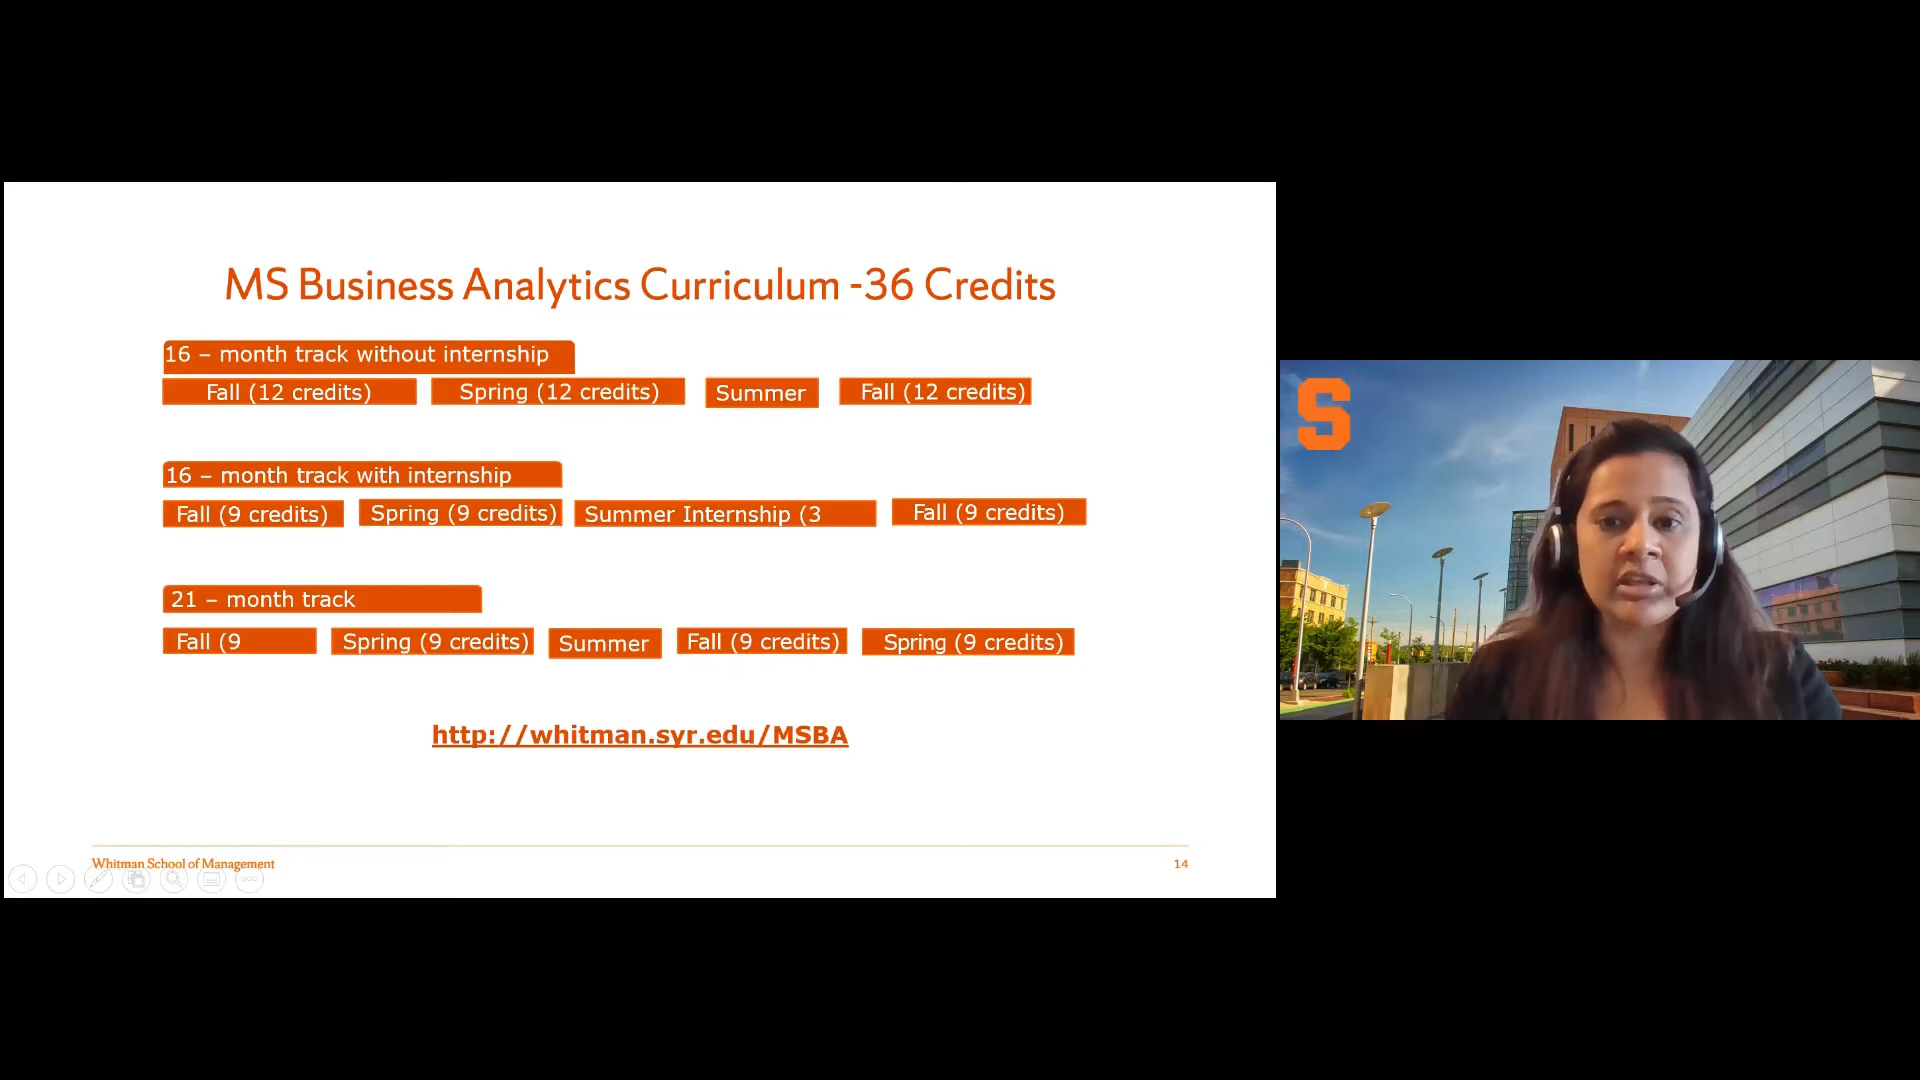 MS Business Analytics Curriculum -36 Credits
16 – month track without internship
Fall (12 credits) Spring (12 credits) Summer Fall (12 credits)
16 – month track with internship
Fall (9 credits) Spring (9 credits) Summer Internship (3 Fall (9 credits)
21 – month track
Fall (9 Spring (9 credits) Summer Fall (9 credits) Spring (9 credits)
http://whitman.syr.edu/MSBA
Whitman School of Management 14
S